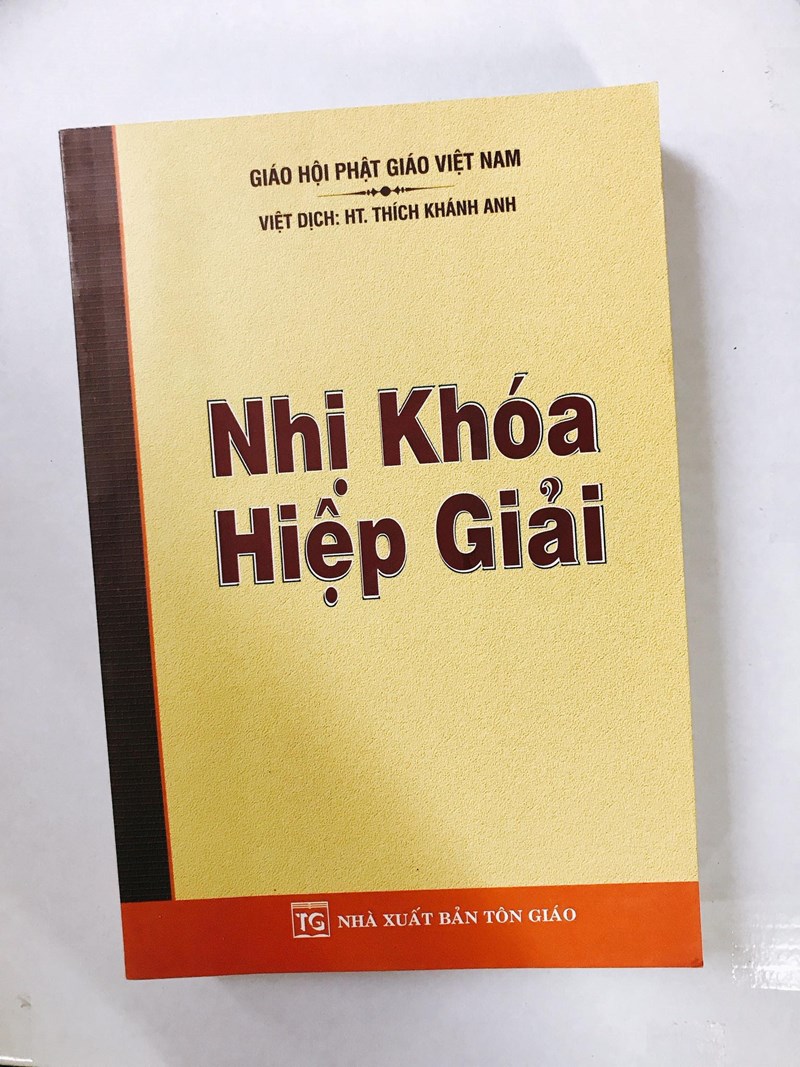 GIÁO HỘI PHẬT GIÁO VIỆT NAM
VIỆT DỊCH: HT. THÍCH KHÁNH ANH
Nhị Khóa
Hiệp Giải
TG NHÀ XUẤT BẢN TÔN GIÁO